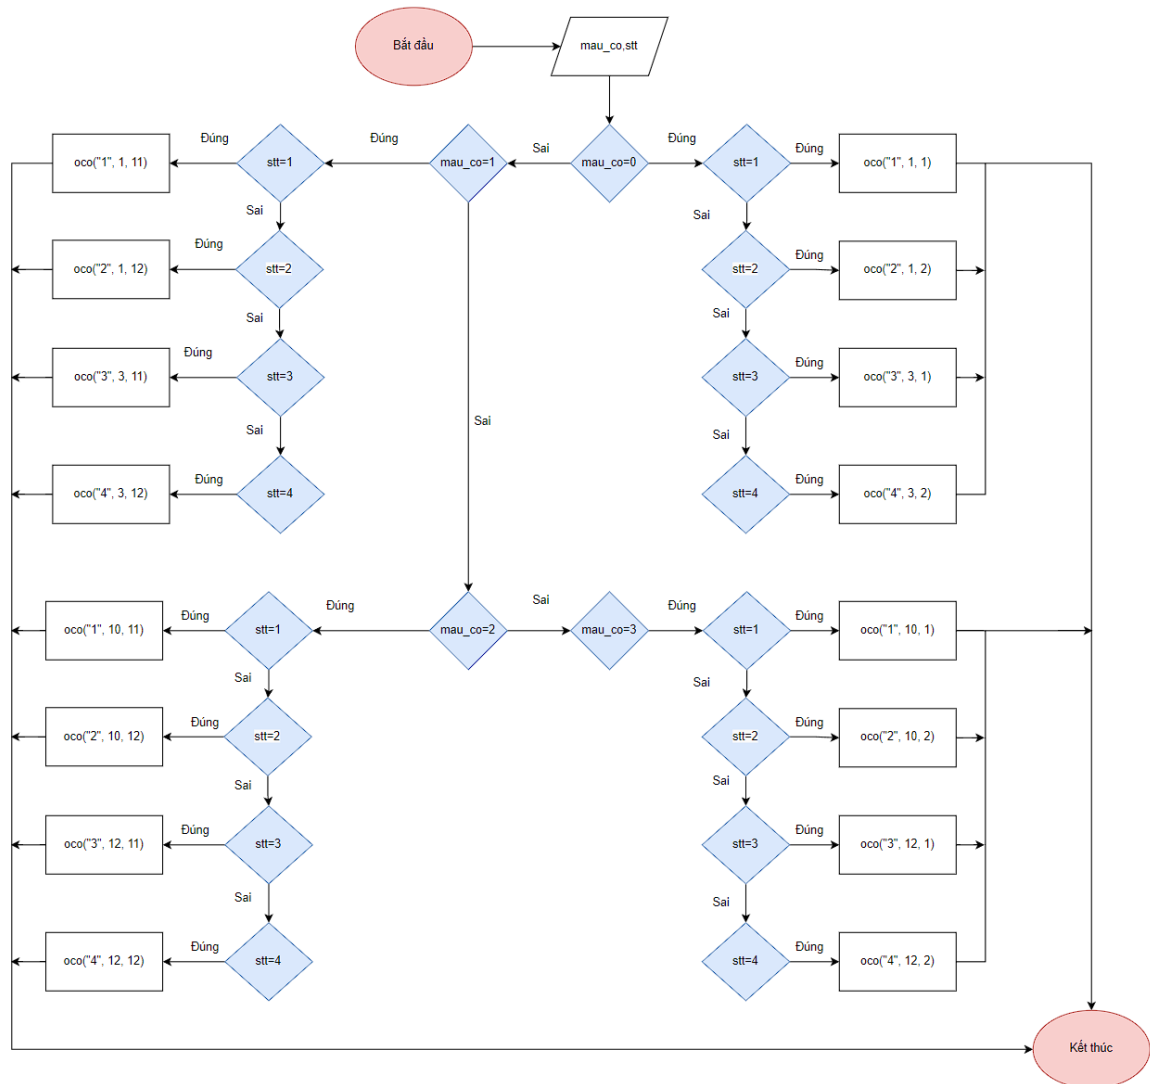 Bắt đầu
mau_co,stt
Đúng
Đúng
Sai
Đúng
Đúng
oco("1", 1, 11)
stt=1
mau_co=1
mau_co=0
stt=1
oco("1", 1, 1)
Sai
Sai
Đúng
Đúng
oco("2", 1, 12)
stt=2
stt=2
oco("2", 1, 2)
Sai
Sai
Đúng
Đúng
oco("3", 3, 11)
stt=3
stt=3
oco("3", 3, 1)
Sai
Sai
Sai
Đúng
Đúng
oco("4", 3, 12)
stt=4
stt=4
oco("4", 3, 2)
Đúng
Đúng
Sai
Đúng
Đúng
oco("1", 10, 11)
stt=1
mau_co=2
mau_co=3
stt=1
oco("1", 10, 1)
Sai
Sai
Đúng
Đúng
oco("2", 10, 12)
stt=2
stt=2
oco("2", 10, 2)
Sai
Sai
Đúng
Đúng
oco("3", 12, 11)
stt=3
stt=3
oco("3", 12, 1)
Sai
Sai
Đúng
Đúng
oco("4", 12, 12)
stt=4
stt=4
oco("4", 12, 2)
Kết thúc